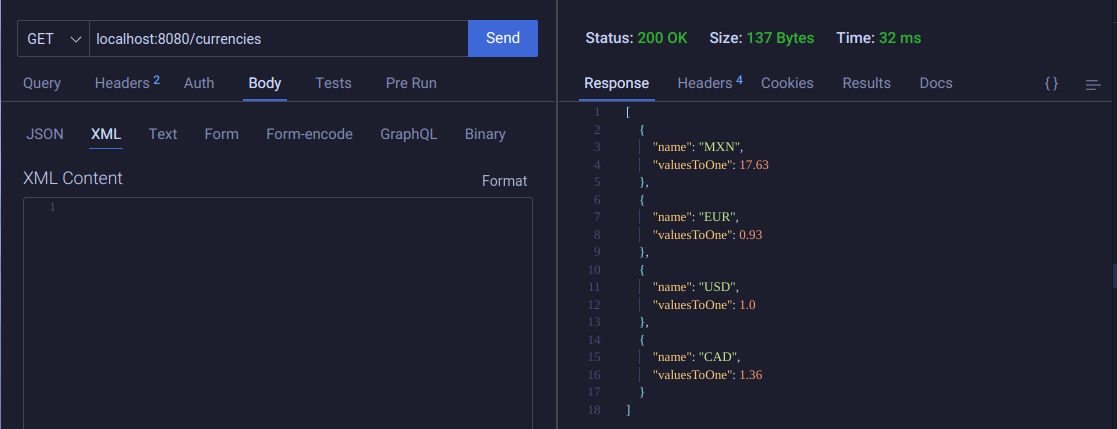 GET localhost:8080/currencies Send
Query Headers 2 Auth Body Tests Pre Run
JSON XML Text Form Form-encode GraphQL Binary
XML Content Format
1
Status: 200 OK Size: 137 Bytes Time: 32 ms
Response Headers 4 Cookies Results Docs {}
1 [
2 {
3 "name": "MXN",
4 "valuesToOne": 17.63
5 },
6 {
7 "name": "EUR",
8 "valuesToOne": 0.93
9 },
10 {
11 "name": "USD",
12 "valuesToOne": 1.0
13 },
14 {
15 "name": "CAD",
16 "valuesToOne": 1.36
17 }
18 ]